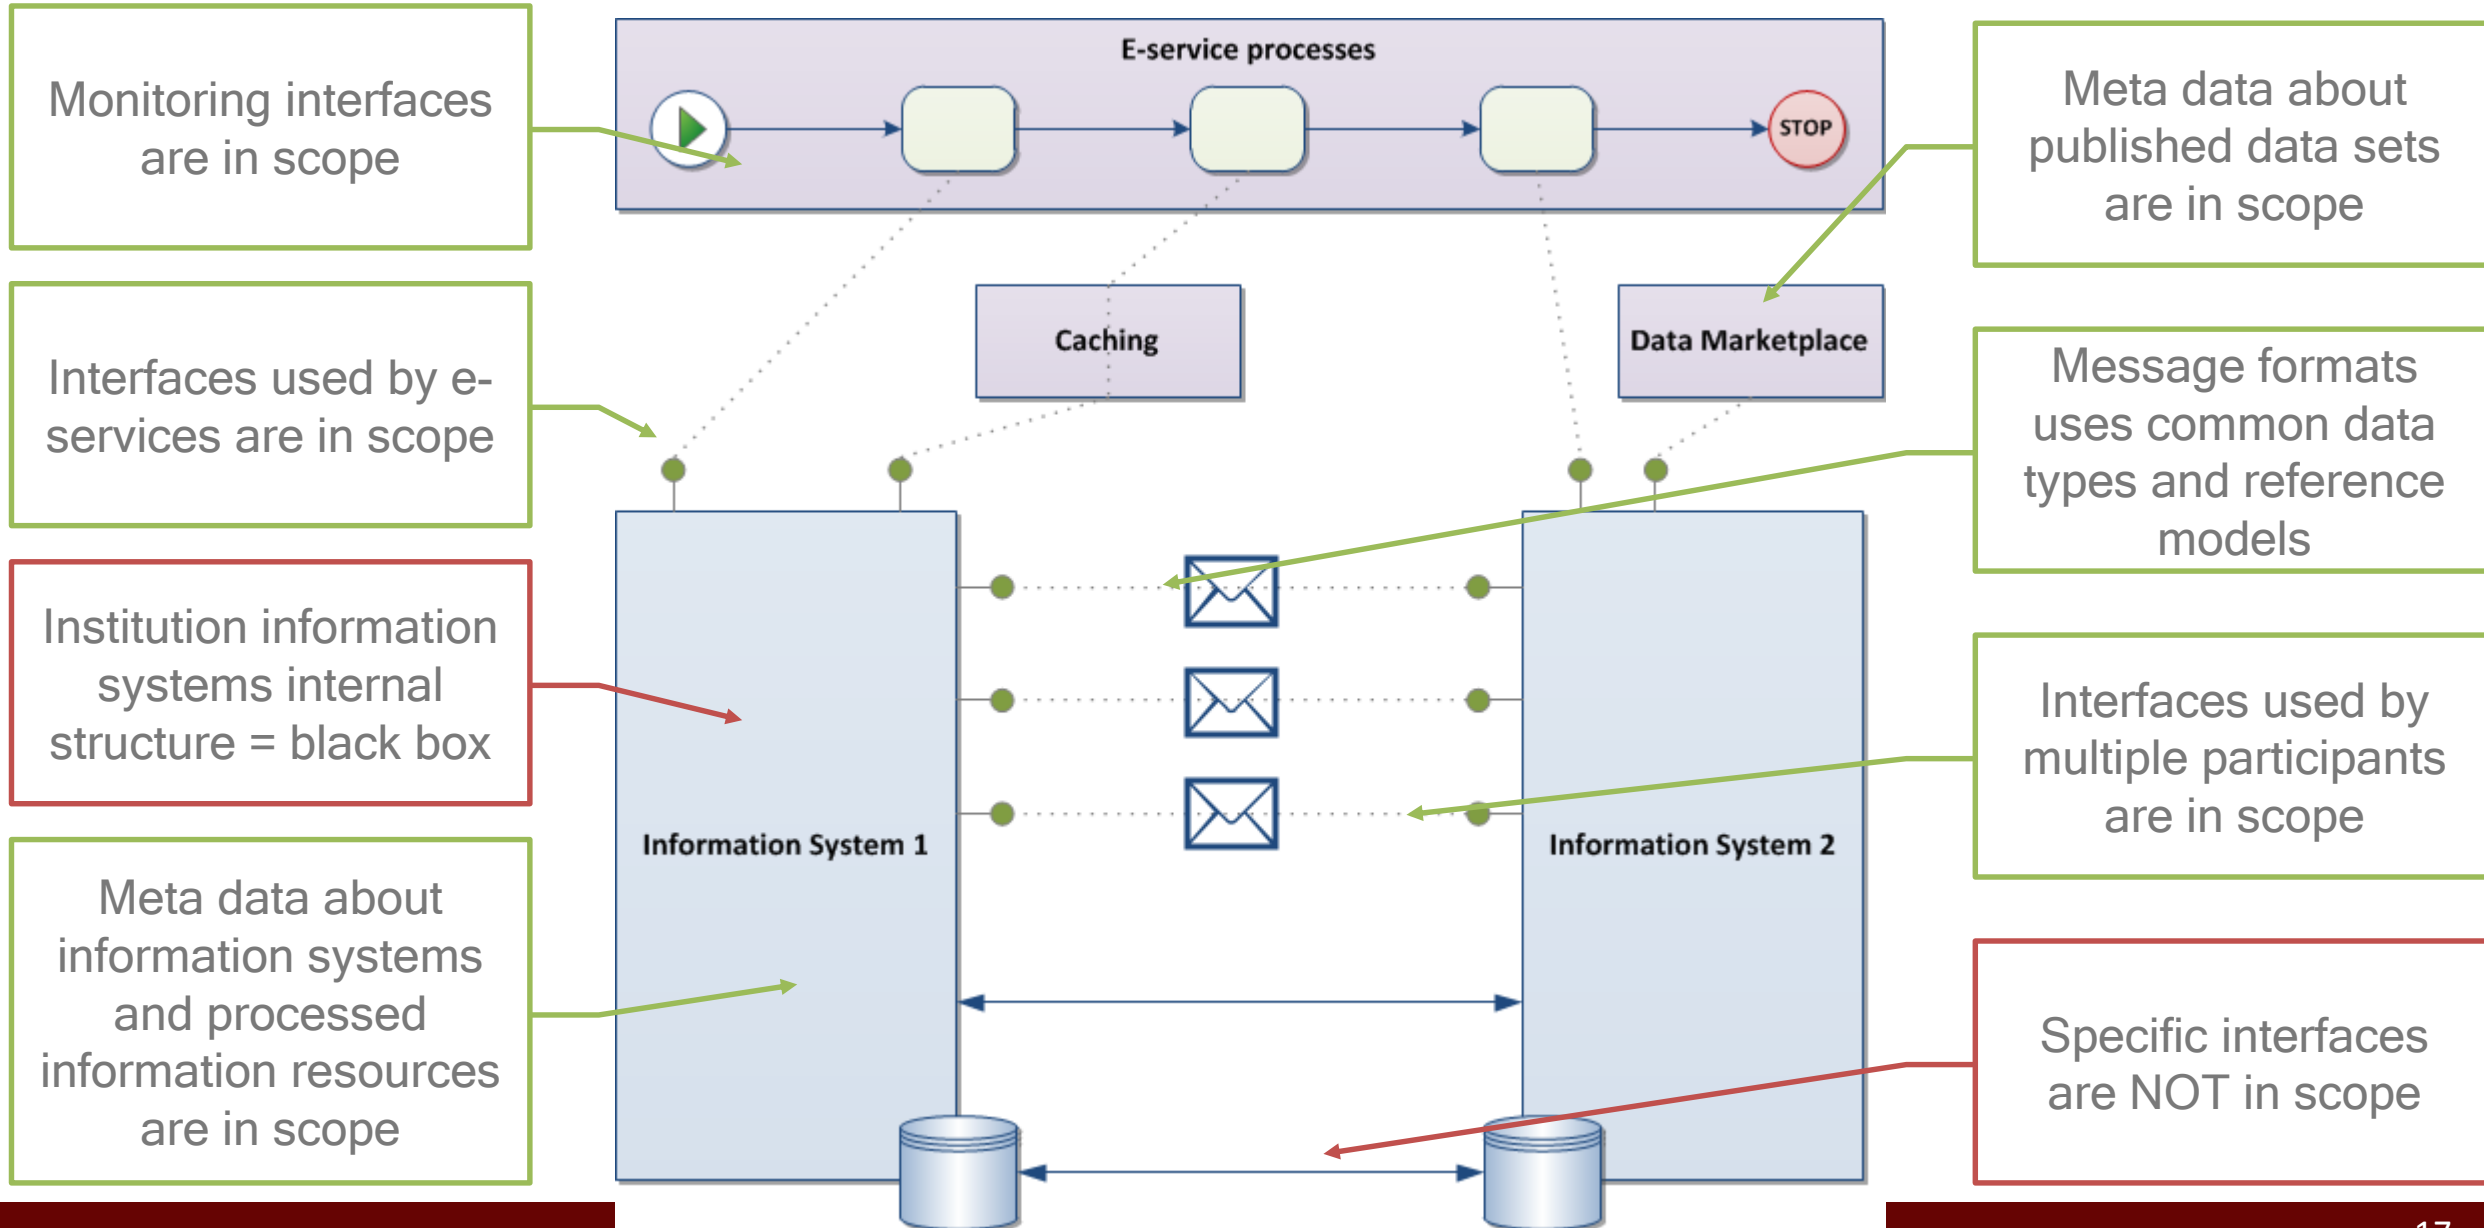 Monitoring interfaces
are in scope
Interfaces used by e-
services are in scope
Institution information
systems internal
structure = black box
Meta data about
information systems
and processed
information resources
are in scope
E-service processes
STOP
Caching
Data Marketplace
Information System 1
Information System 2
Meta data about
published data sets
are in scope
Message formats
uses common data
types and reference
models
Interfaces used by
multiple participants
are in scope
Specific interfaces
are NOT in scope
17